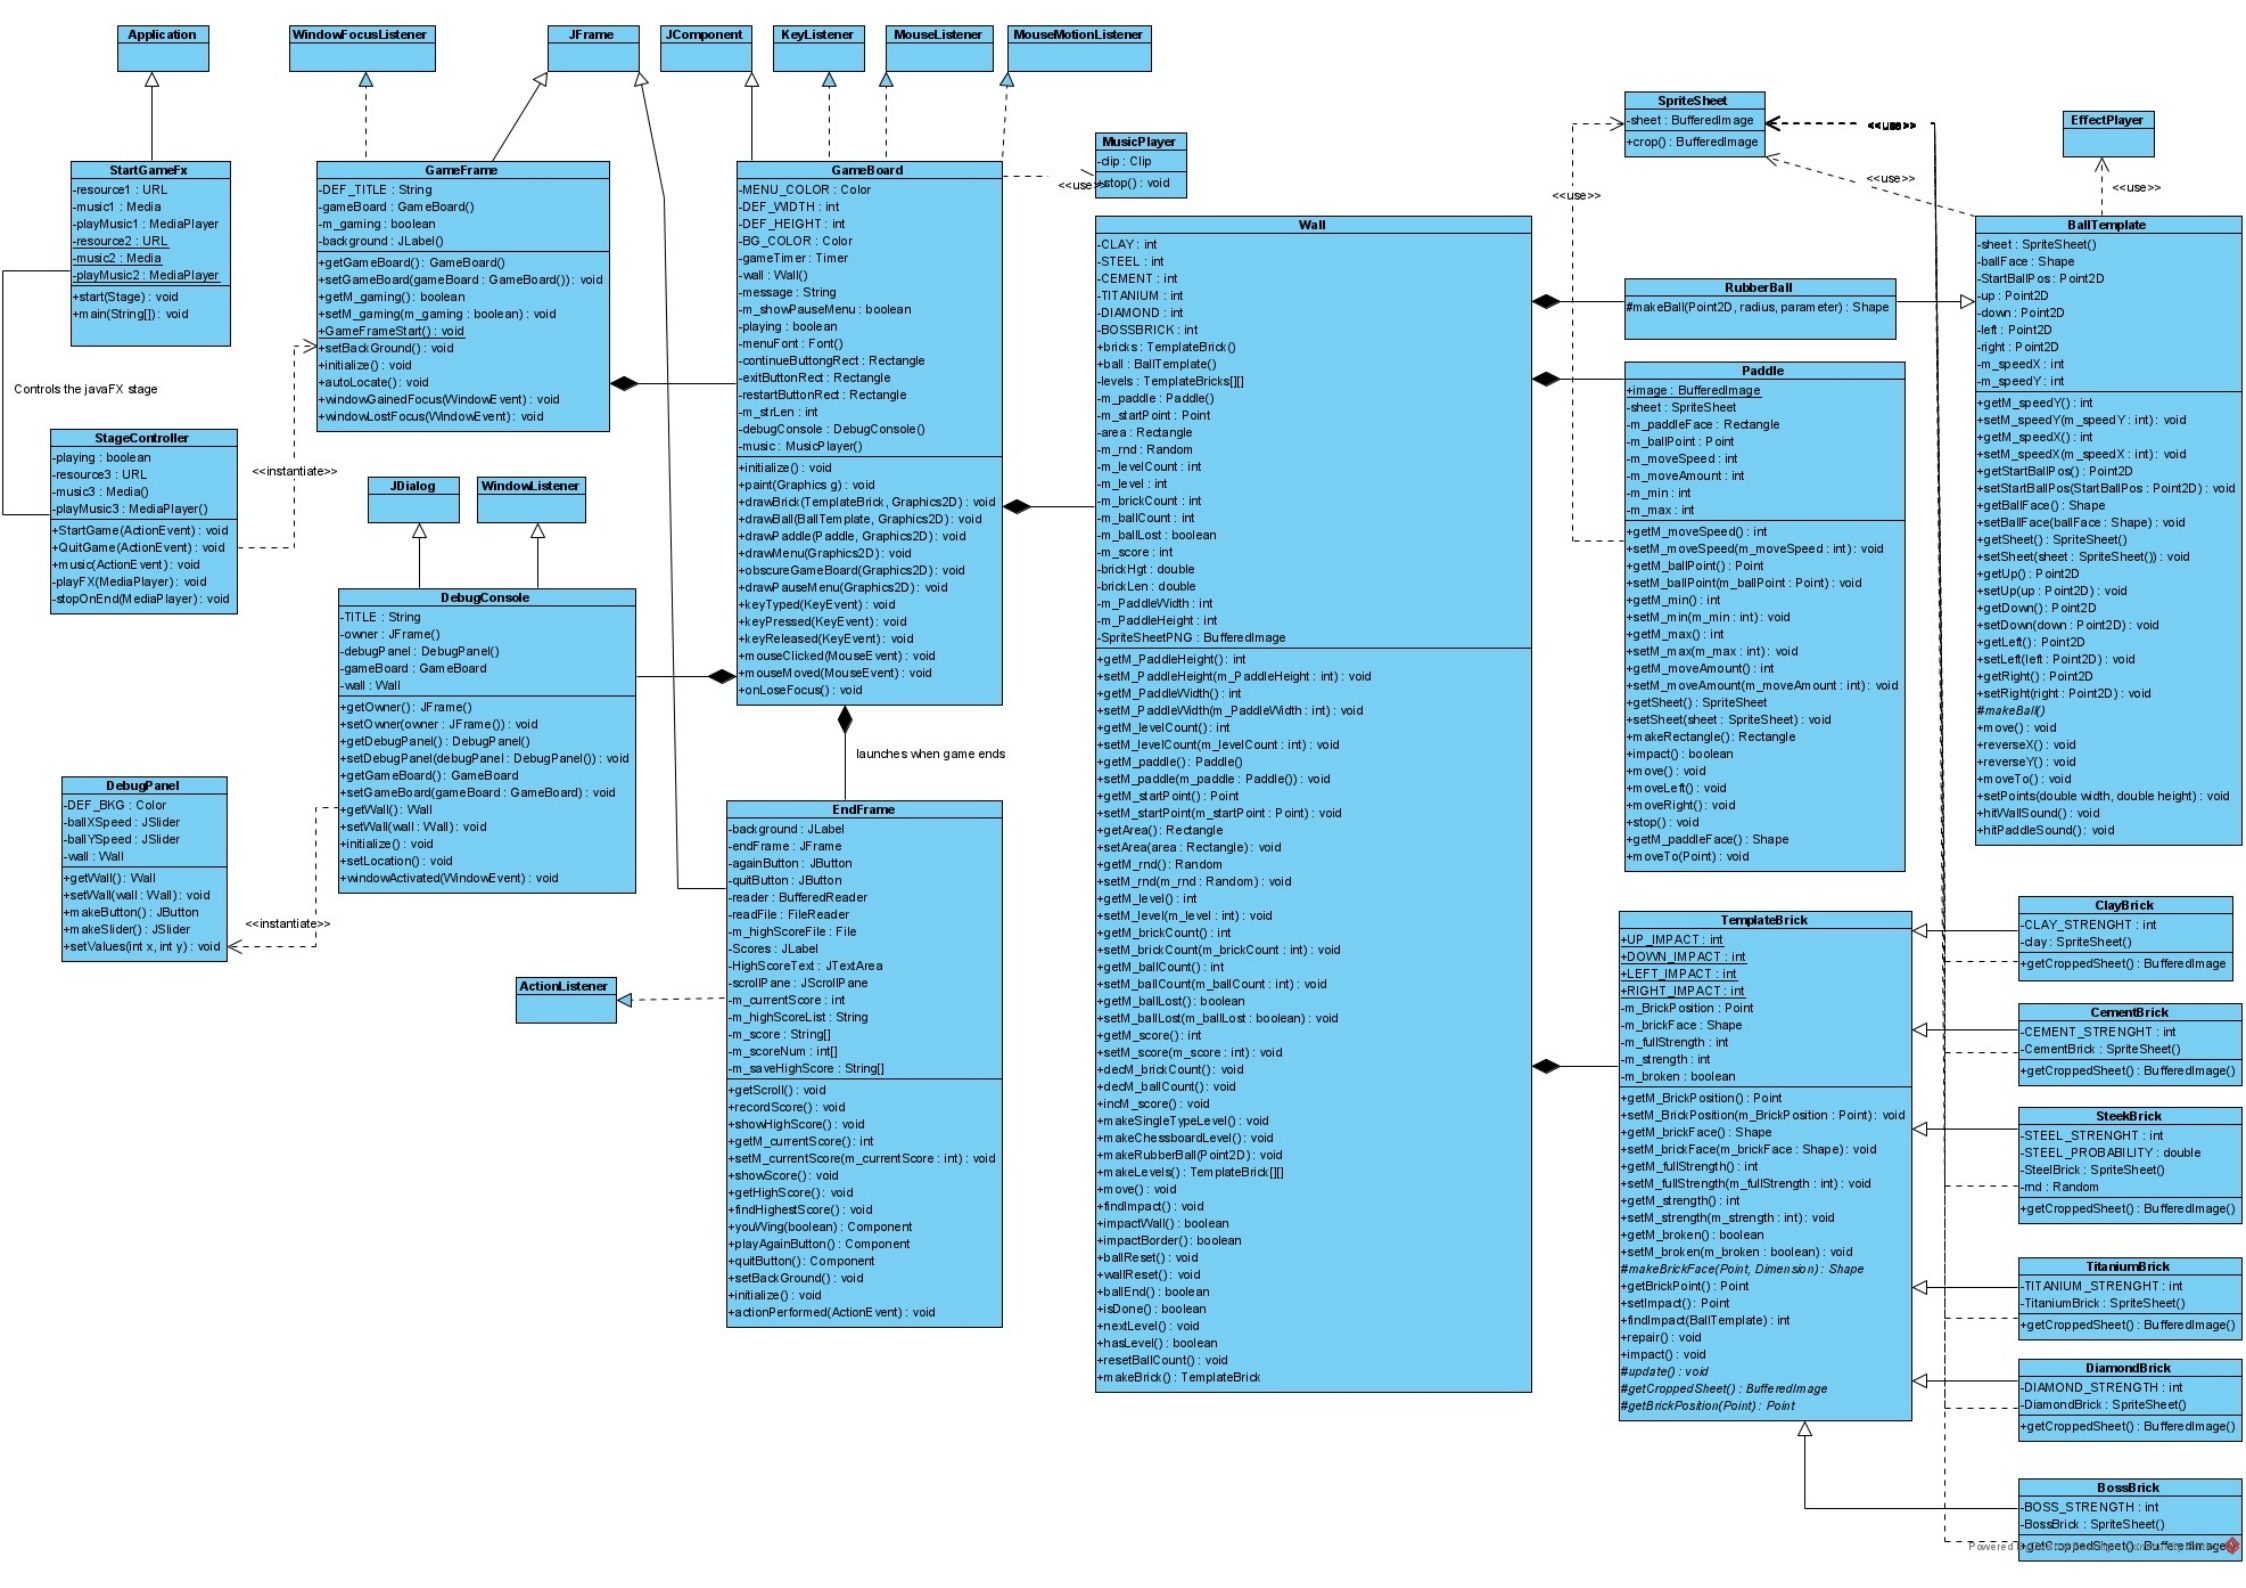 Application
WindowFocusListener
JFrame
JComponent
KeyListener
MouseListener
MouseMotionListener
StartGameFx
-resource1 : URL
-music1 : Media
-playMusic1 : MediaPlayer
-resource2 : URL
-music2 : Media
-playMusic2 : MediaPlayer
+start(Stage) : void
+main(String[]) : void
Controls the javaFX stage
StageController
-playing : boolean
-resource3 : URL
-music3 : Media()
-playMusic3 : MediaPlayer()
+StartGame(ActionEvent) : void
+QuitGame(ActionEvent) : void
+music(ActionEvent) : void
-playFX(MediaPlayer) : void
-stopOnEnd(MediaPlayer) : void
<<instantiate>>
GameFrame
-DEF_TITLE : String
-gameBoard : GameBoard()
-m_gaming : boolean
-background : JLabel()
+getGameBoard() : GameBoard()
+setGameBoard(gameBoard : GameBoard()) : void
+getM_gaming() : boolean
+setM_gaming(m_gaming : boolean) : void
+GameFrameStart() : void
+setBackGround() : void
+initialize() : void
+autoLocate() : void
+windowGainedFocus(WindowEvent) : void
+windowLostFocus(WindowEvent) : void
JDialog
WindowListener
DebugConsole
-TITLE : String
-owner : JFrame()
-debugPanel : DebugPanel()
-gameBoard : GameBoard
-wall : Wall
+getOwner() : JFrame()
+setOwner(owner : JFrame()) : void
+getDebugPanel() : DebugPanel()
+setDebugPanel(debugPanel : DebugPanel()) : void
+getGameBoard() : GameBoard
+setGameBoard(gameBoard : GameBoard) : void
+getWall() : Wall
+setWall(wall : Wall) : void
+initialize() : void
+setLocation() : void
+windowActivated(WindowEvent) : void
DebugPanel
-DEF_BKG : Color
-ballXSpeed : JSlider
-ballYSpeed : JSlider
-wall : Wall
+getWall() : Wall
+setWall(wall : Wall) : void
+makeButton() : JButton
+makeSlider() : JSlider
+setValues(int x, int y) : void
<<instantiate>>
GameBoard
-MENU_COLOR : Color
-DEF_WIDTH : int
-DEF_HEIGHT : int
-BG_COLOR : Color
-gameTimer : Timer
-wall : Wall()
-message : String
-m_showPauseMenu : boolean
-playing : boolean
-menuFont : Font()
-continueButtongRect : Rectangle
-exitButtonRect : Rectangle
-restartButtonRect : Rectangle
-m_strLen : int
-debugConsole : DebugConsole()
-music : MusicPlayer()
+initialize() : void
+paint(Graphics g) : void
+drawBrick(TemplateBrick, Graphics2D) : void
+drawBall(BallTemplate, Graphics2D) : void
+drawPaddle(Paddle, Graphics2D) : void
+drawMenu(Graphics2D) : void
+obscureGameBoard(Graphics2D) : void
+drawPauseMenu(Graphics2D) : void
+keyTyped(KeyEvent) : void
+keyPressed(KeyEvent) : void
+keyReleased(KeyEvent) : void
+mouseClicked(MouseEvent) : void
+mouseMoved(MouseEvent) : void
+onLoseFocus() : void
launches when game ends
EndFrame
-background : JLabel
-endFrame : JFrame
-againButton : JButton
-quitButton : JButton
-reader : BufferedReader
-readFile : FileReader
-m_highScoreFile : File
-Scores : JLabel
-HighScoreText : JTextArea
-scrollPane : JScrollPane
-m_currentScore : int
-m_highScoreList : String
-m_score : String[]
-m_scoreNum : int[]
-m_saveHighScore : String[]
+getScroll() : void
+recordScore() : void
+showHighScore() : void
+getM_currentScore() : int
+setM_currentScore(m_currentScore : int) : void
+showScore() : void
+getHighScore() : void
+findHighestScore() : void
+youWing(boolean) : Component
+playAgainButton() : Component
+quitButton() : Component
+setBackGround() : void
+initialize() : void
+actionPerformed(ActionEvent) : void
ActionListener
MusicPlayer
-clip : Clip
+stop() : void
<<use>>
Wall
-CLAY : int
-STEEL : int
-CEMENT : int
-TITANIUM : int
-DIAMOND : int
-BOSSBRICK : int
+bricks : TemplateBrick()
+ball : BallTemplate()
-levels : TemplateBricks[][]
-m_paddle : Paddle()
-m_startPoint : Point
-area : Rectangle
-m_rnd : Random
-m_levelCount : int
-m_level : int
-m_brickCount : int
-m_ballCount : int
-m_ballLost : boolean
-m_score : int
-brickHgt : double
-brickLen : double
-m_PaddleWidth : int
-m_PaddleHeight : int
-SpriteSheetPNG : BufferedImage
+getM_PaddleHeight() : int
+setM_PaddleHeight(m_PaddleHeight : int) : void
+getM_PaddleWidth() : int
+setM_PaddleWidth(m_PaddleWidth : int) : void
+getM_levelCount() : int
+setM_levelCount(m_levelCount : int) : void
+getM_paddle() : Paddle()
+setM_paddle(m_paddle : Paddle()) : void
+getM_startPoint() : Point
+setM_startPoint(m_startPoint : Point) : void
+getArea() : Rectangle
+setArea(area : Rectangle) : void
+getM_rnd() : Random
+setM_rnd(m_rnd : Random) : void
+getM_level() : int
+setM_level(m_level : int) : void
+getM_brickCount() : int
+setM_brickCount(m_brickCount : int) : void
+getM_ballCount() : int
+setM_ballCount(m_ballCount : int) : void
+getM_ballLost() : boolean
+setM_ballLost(m_ballLost : boolean) : void
+getM_score() : int
+setM_score(m_score : int) : void
+decM_brickCount() : void
+decM_ballCount() : void
+incM_score() : void
+makeSingleTypeLevel() : void
+makeChessboardLevel() : void
+makeRubberBall(Point2D) : void
+makeLevels() : TemplateBrick[][]
+move() : void
+findImpact() : void
+impactWall() : boolean
+impactBorder() : boolean
+ballReset() : void
+wallReset() : void
+ballEnd() : boolean
+isDone() : boolean
+nextLevel() : void
+hasLevel() : boolean
+resetBallCount() : void
+makeBrick() : TemplateBrick
SpriteSheet
-sheet : BufferedImage
+crop() : BufferedImage
<<use>>
<<use>>
<<use>>
EffectPlayer
<<use>>
RubberBall
#makeBall(Point2D, radius, parameter) : Shape
Paddle
+image : BufferedImage
-sheet : SpriteSheet
-m_paddleFace : Rectangle
-m_ballPoint : Point
-m_moveSpeed : int
-m_moveAmount : int
-m_min : int
-m_max : int
+getM_moveSpeed() : int
+setM_moveSpeed(m_moveSpeed : int) : void
+getM_ballPoint() : Point
+setM_ballPoint(m_ballPoint : Point) : void
+getM_min() : int
+setM_min(m_min : int) : void
+getM_max() : int
+setM_max(m_max : int) : void
+getM_moveAmount() : int
+setM_moveAmount(m_moveAmount : int) : void
+getSheet() : SpriteSheet
+setSheet(sheet : SpriteSheet) : void
+makeRectangle() : Rectangle
+impact() : boolean
+move() : void
+moveLeft() : void
+moveRight() : void
+stop() : void
+getM_paddleFace() : Shape
+moveTo(Point) : void
BallTemplate
-sheet : SpriteSheet()
-ballFace : Shape
-StartBallPos : Point2D
-up : Point2D
-down : Point2D
-left : Point2D
-right : Point2D
-m_speedX : int
-m_speedY : int
+getM_speedY() : int
+setM_speedY(m_speedY : int) : void
+getM_speedX() : int
+setM_speedX(m_speedX : int) : void
+getStartBallPos() : Point2D
+setStartBallPos(StartBallPos : Point2D) : void
+getBallFace() : Shape
+setBallFace(ballFace : Shape) : void
+getSheet() : SpriteSheet()
+setSheet(sheet : SpriteSheet()) : void
+getUp() : Point2D
+setUp(up : Point2D) : void
+getDown() : Point2D
+setDown(down : Point2D) : void
+getLeft() : Point2D
+setLeft(left : Point2D) : void
+getRight() : Point2D
+setRight(right : Point2D) : void
#makeBall()
+move() : void
+reverseX() : void
+reverseY() : void
+moveTo() : void
+setPoints(double width, double height) : void
+hitWallSound() : void
+hitPaddleSound() : void
TemplateBrick
+UP_IMPACT : int
+DOWN_IMPACT : int
+LEFT_IMPACT : int
+RIGHT_IMPACT : int
-m_BrickPosition : Point
-m_brickFace : Shape
-m_fullStrength : int
-m_strength : int
-m_broken : boolean
+getM_BrickPosition() : Point
+setM_BrickPosition(m_BrickPosition : Point) : void
+getM_brickFace() : Shape
+setM_brickFace(m_brickFace : Shape) : void
+getM_fullStrength() : int
+setM_fullStrength(m_fullStrength : int) : void
+getM_strength() : int
+setM_strength(m_strength : int) : void
+getM_broken() : boolean
+setM_broken(m_broken : boolean) : void
#makeBrickFace(Point, Dimension) : Shape
+getBrickPoint() : Point
+setImpact() : Point
+findImpact(BallTemplate) : int
+repair() : void
+impact() : void
#update() : void
#getCroppedSheet() : BufferedImage
#getBrickPosition(Point) : Point
ClayBrick
-CLAY_STRENGHT : int
-clay : SpriteSheet()
+getCroppedSheet() : BufferedImage
CementBrick
-CEMENT_STRENGHT : int
-CementBrick : SpriteSheet()
+getCroppedSheet() : BufferedImage()
SteekBrick
-STEEL_STRENGHT : int
-STEEL_PROBABILITY : double
-SteelBrick : SpriteSheet()
-rnd : Random
+getCroppedSheet() : BufferedImage()
TitaniumBrick
-TITANIUM_STRENGHT : int
-TitaniumBrick : SpriteSheet()
+getCroppedSheet() : BufferedImage()
DiamondBrick
-DIAMOND_STRENGTH : int
-DiamondBrick : SpriteSheet()
+getCroppedSheet() : BufferedImage()
BossBrick
-BOSS_STRENGTH : int
-BossBrick : SpriteSheet()
+getCroppedSheet() : BufferedImage()
Powered